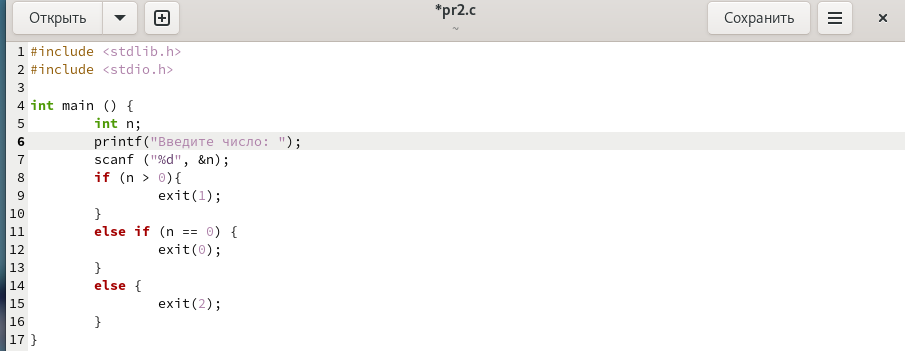 Открыть
*pr2.c
~
Сохранить
1 #include <stdlib.h>
2 #include <stdio.h>
3
4 int main () {
5         int n;
6         printf("Введите число: ");
7         scanf ("%d", &n);
8         if (n > 0){
9                 exit(1);
10         }
11         else if (n == 0) {
12                 exit(0);
13         }
14         else {
15                 exit(2);
16         }
17 }